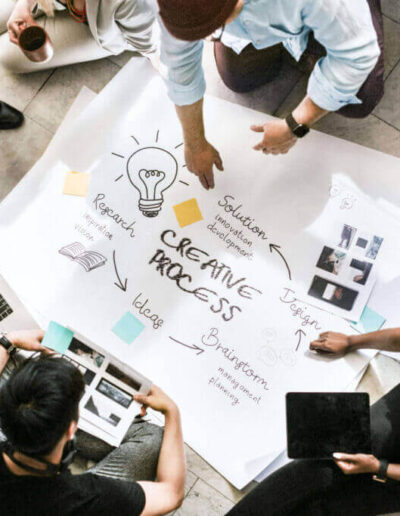 Research
inspiration
vision
Ideas
Brainstorm
management
planning
Design
Solution
innovation
development
CREATIVE
PROCESS